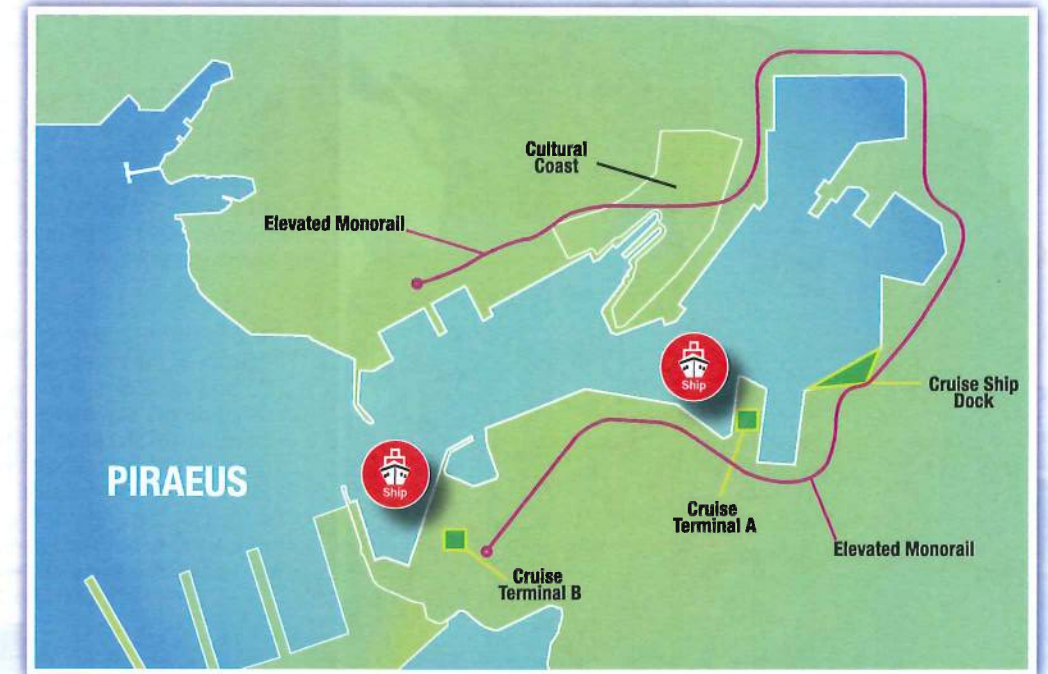 Cultural
Coast
Elevated Monorail
Ship
Cruise Ship
Dock
Ship
PIRAEUS
Cruise
Terminal A
Elevated Monorail
Cruise
Terminal B